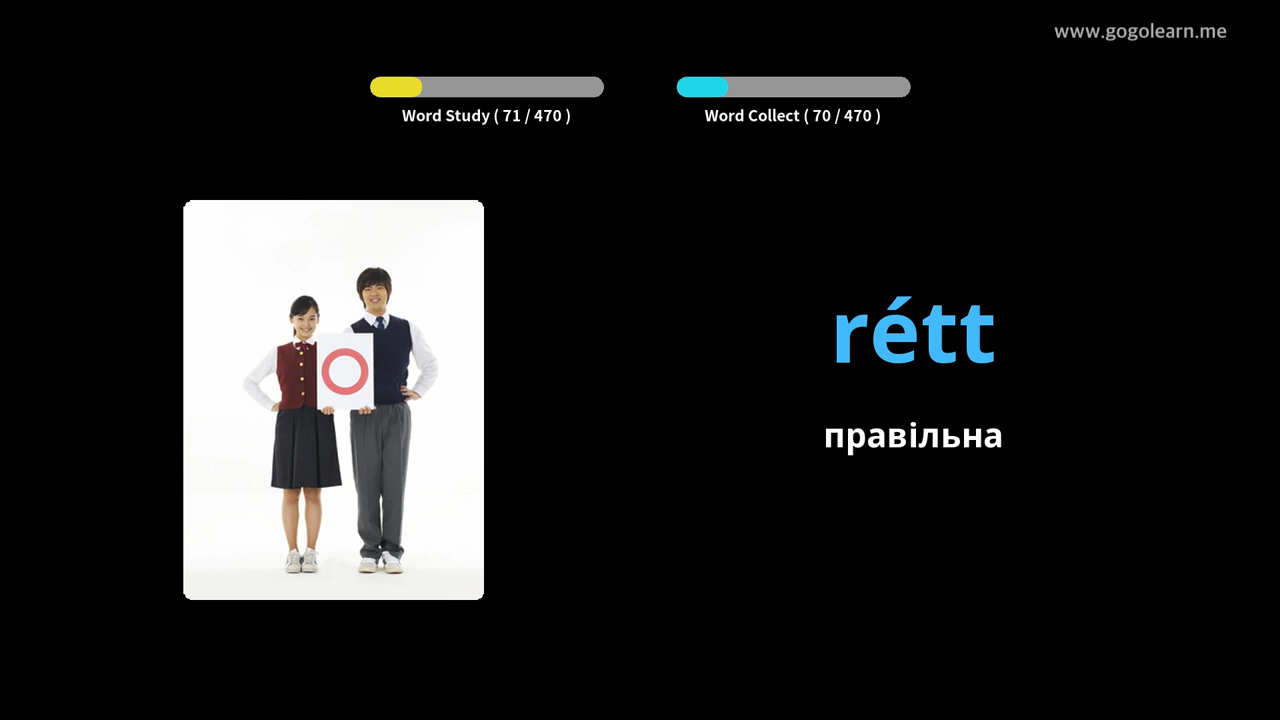 www.gogolearn.me
Word Study ( 71 / 470 )
Word Collect ( 70 / 470 )
rétt
правільна